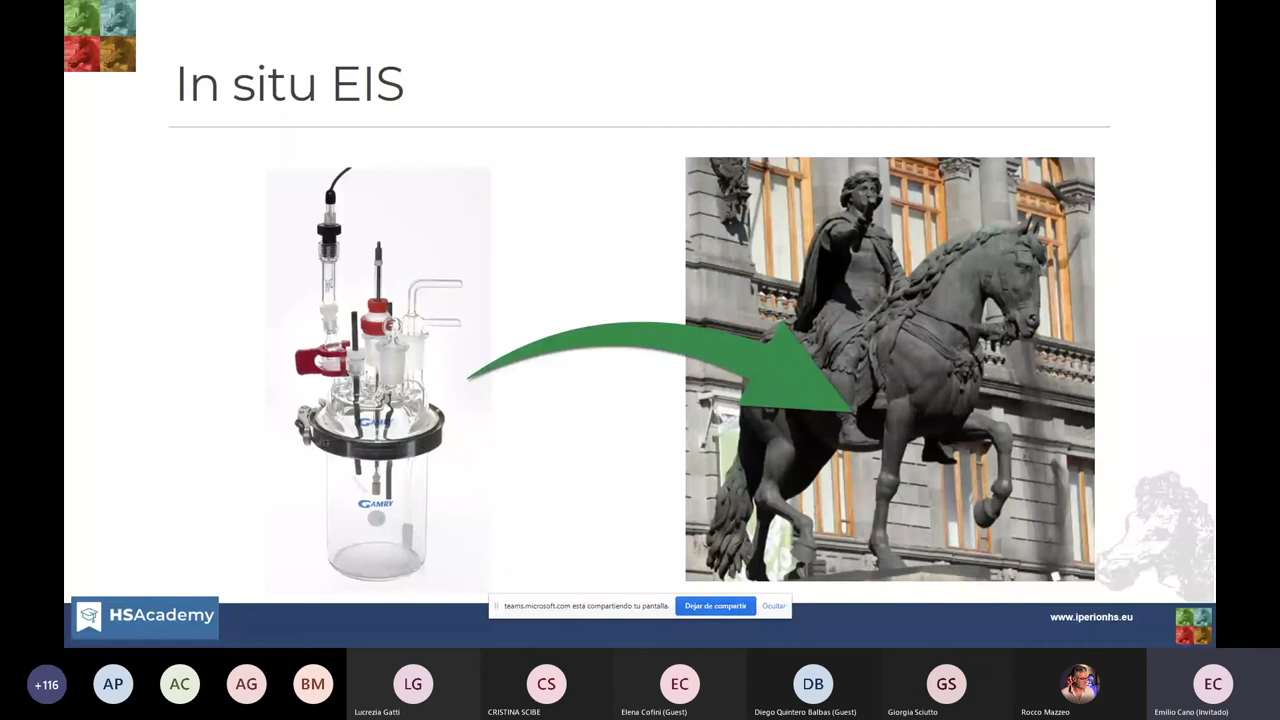 In situ EIS
GAMRY
GAMRY
teams.microsoft.com está compartiendo tu pantalla.
Dejar de compartir
Ocultar
HSAcademy
www.iperionhs.eu
+116
AP
AC
AG
BM
LG
CS
EC
DB
GS
EC
Lucrezia Gatti
CRISTINA SCIBE
Elena Cofini (Guest)
Diego Quintero Balbas (Guest)
Giorgia Sciutto
Rocco Mazzeo
Emilio Cano (Invitado)